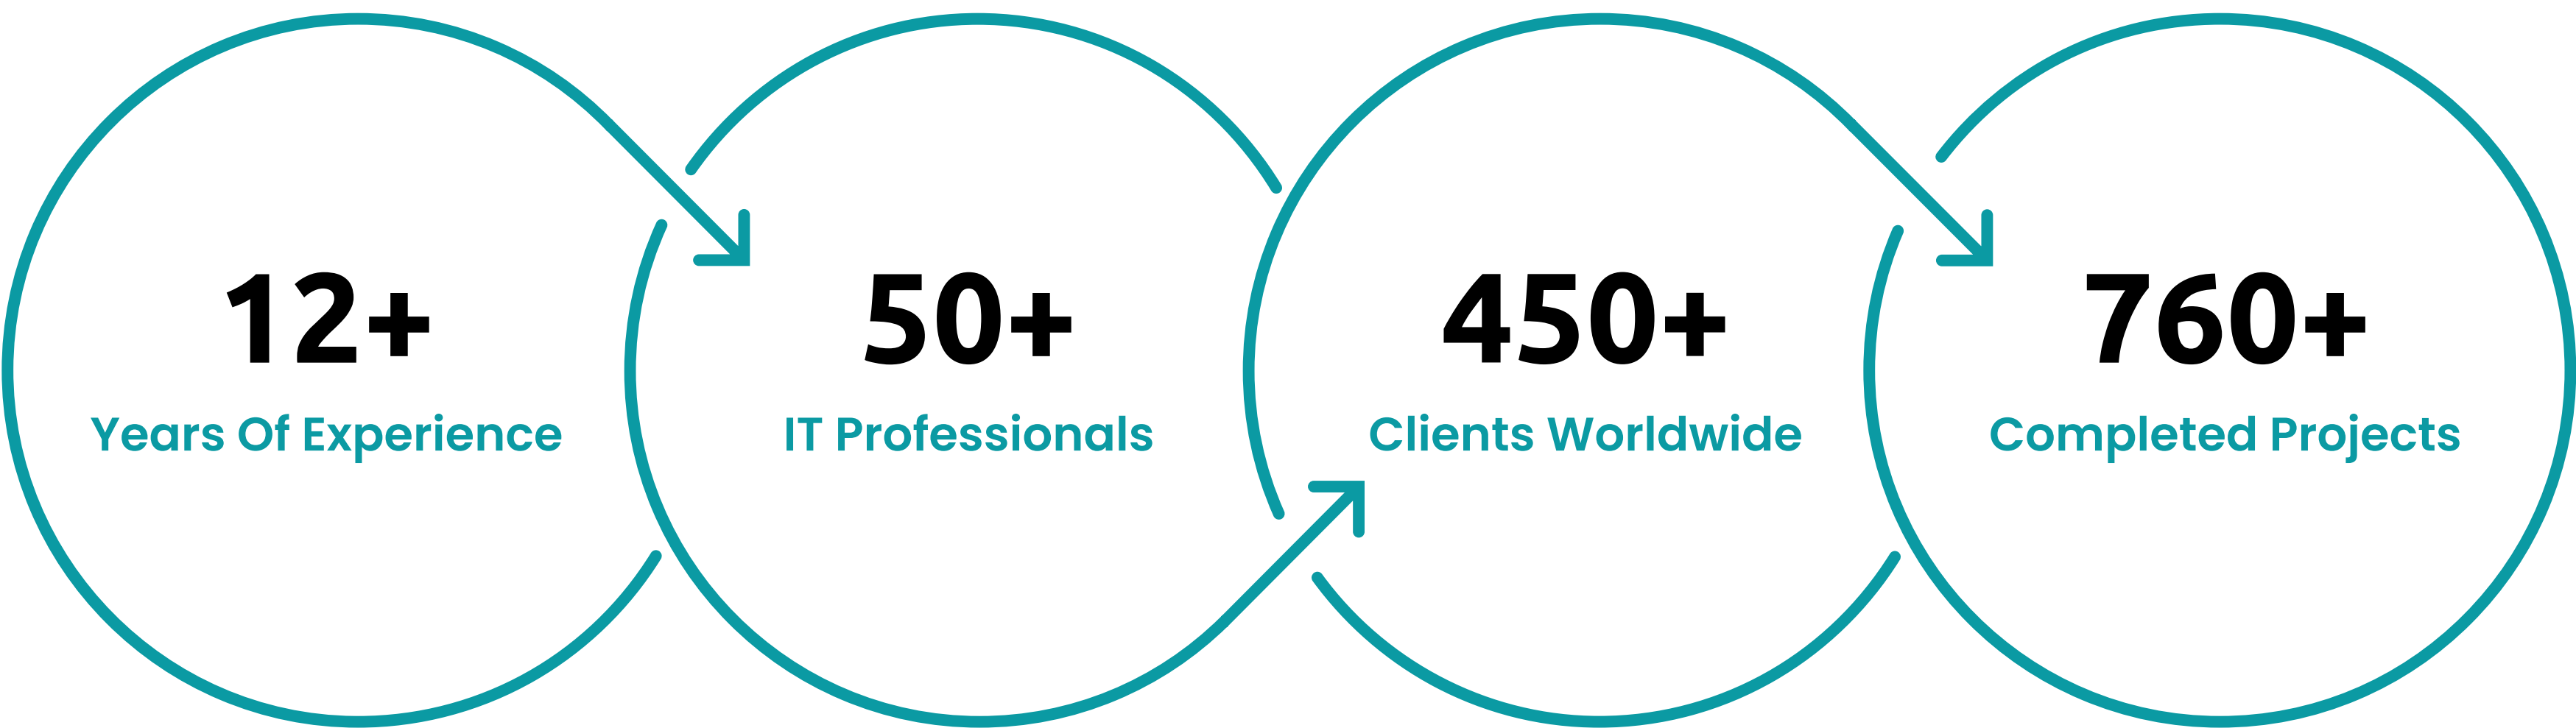 12+
Years Of Experience
50+
IT Professionals
450+
Clients Worldwide
760+
Completed Projects